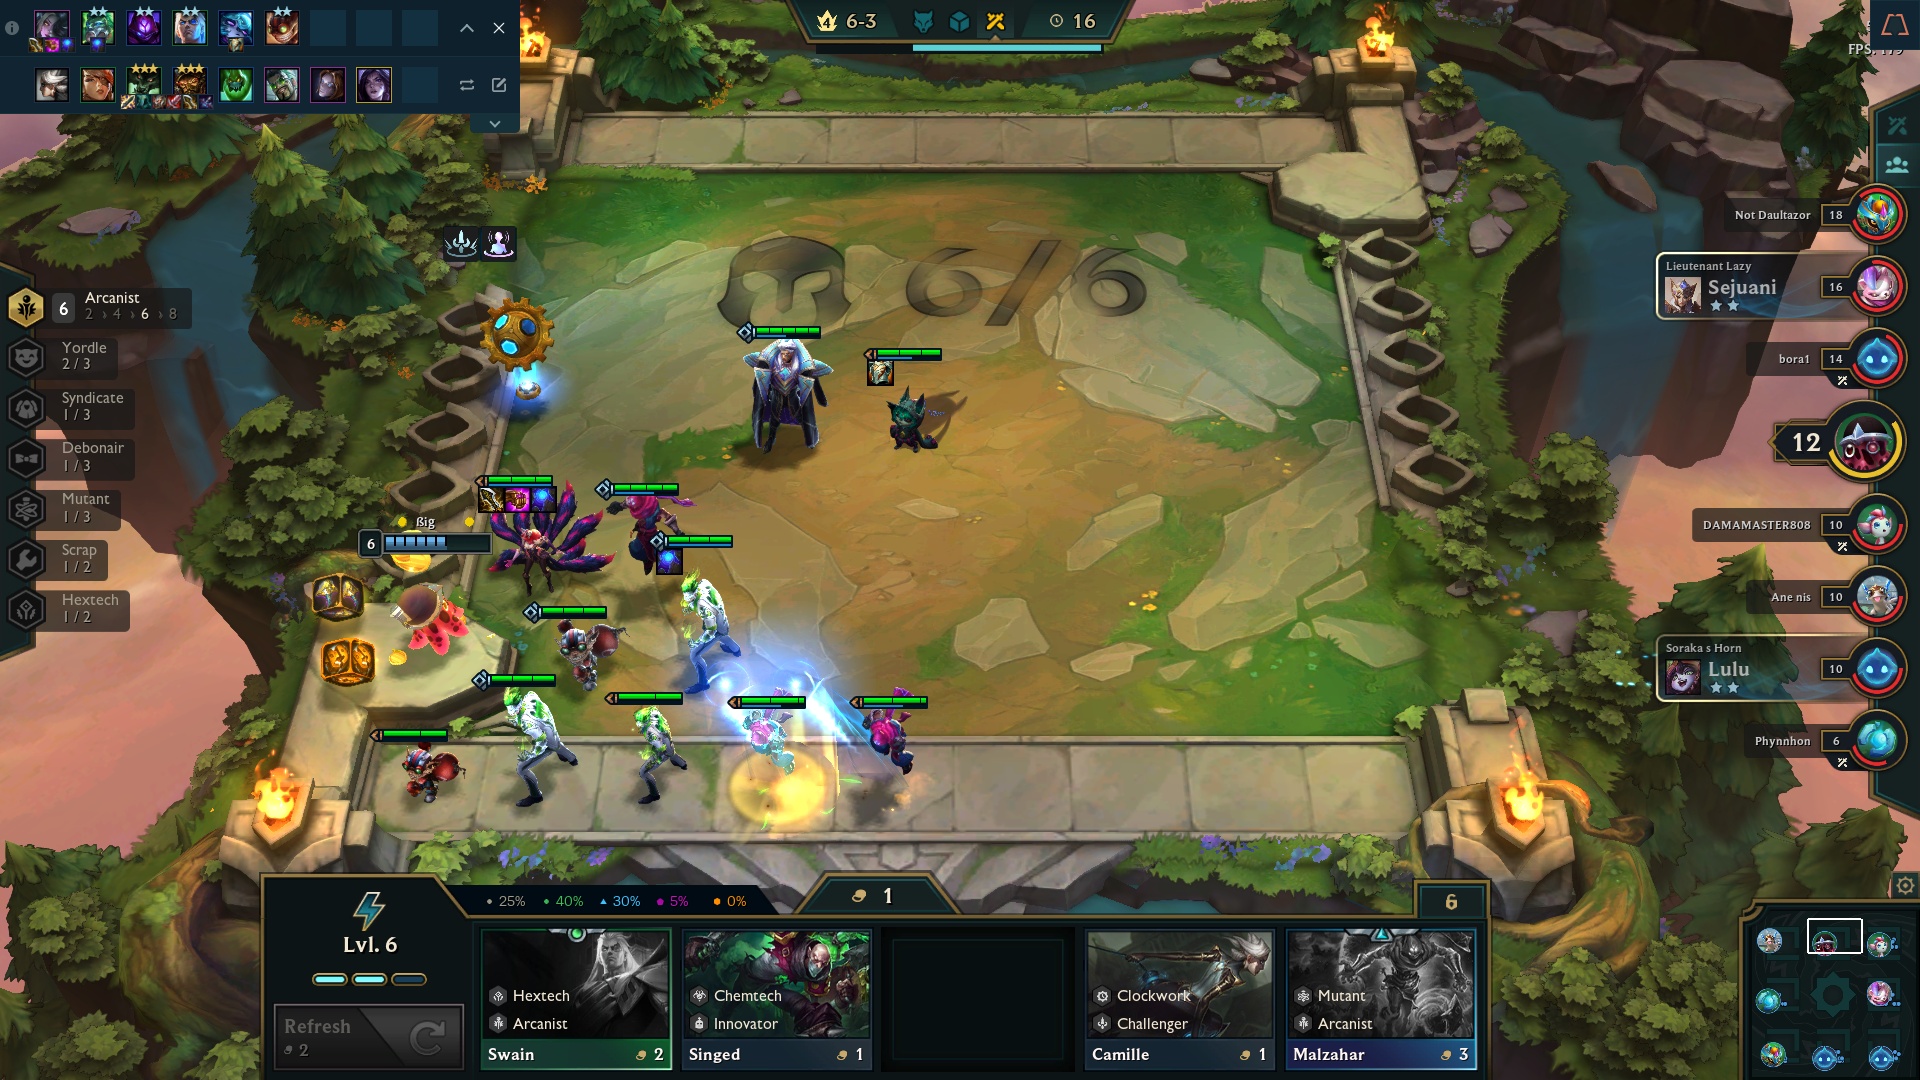 4
6-3
16
FPS: 119
6/6
6
Arcanist
2 › 4 › 6 › 8
Yordle
2 / 3
Syndicate
1 / 3
Debonair
1 / 3
Mutant
1 / 3
Scrap
1 / 2
Hextech
1 / 2
ßig
6
Not Daultazor
18
Lieutenant Lazy
Sejuani
16
bora1
14
12
DAMAMASTER808
10
Ane nis
10
Soraka s Horn
Lulu
10
Phynnhon
6
25%
40%
30%
5%
0%
1
6
Lvl. 6
Refresh
2
Hextech
Arcanist
Swain
2
Chemtech
Innovator
Singed
1
Clockwork
Challenger
Camille
1
Mutant
Arcanist
Malzahar
3